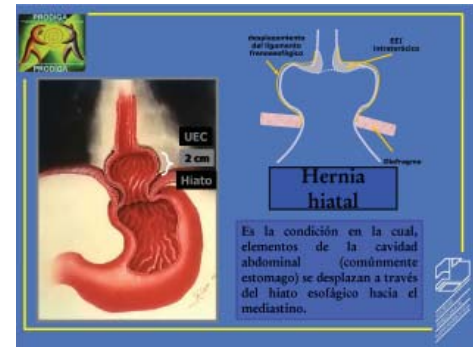 PRODIGA
PRODIGA
desplazamiento
del ligamento
frenoesofágico
EEI
intratorácico
UEC
2 cm
Hiato
Diafragma
Hernia
hiatal
Es la condición en la cual,
elementos de la cavidad
abdominal (comúnmente
estomago) se desplazan a través
del hiato esofágico hacia el
mediastino.